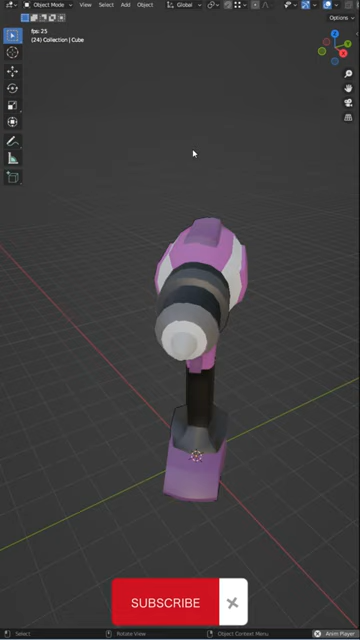 Object Mode View Select Add Object Global
Options
fps: 25
(24) Collection | Cube
SUBSCRIBE
Select Rotate View Object Context Menu Anim Player